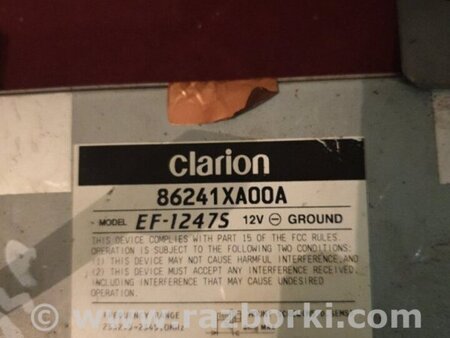 clarion
86241XA00A
MODEL EF-1247S 12V ⊖ GROUND
THIS DEVICE COMPLIES WITH PART 15 OF THE FCC RULES.
OPERATION IS SUBJECT TO THE FOLLOWING TWO CONDITIONS:
(1) THIS DEVICE MAY NOT CAUSE HARMFUL INTERFERENCE, AND
(2) THIS DEVICE MUST ACCEPT ANY INTERFERENCE RECEIVED,
INCLUDING INTERFERENCE THAT MAY CAUSE UNDESIRED
OPERATION.
FREQUENCY RANGE
www.razborki.com